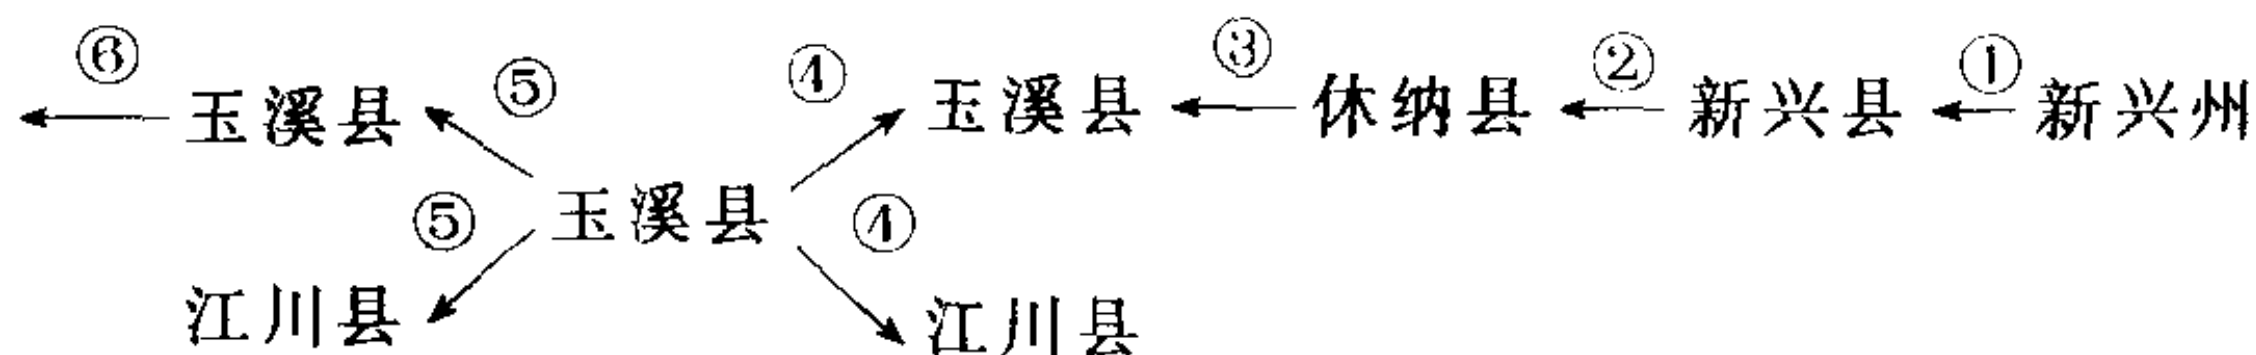 ⑥ 玉溪县 ⑤ ④ 玉溪县 ③ 休纳县 ② 新兴县 ① 新兴州
⑤ 玉溪县 ④
江川县 江川县